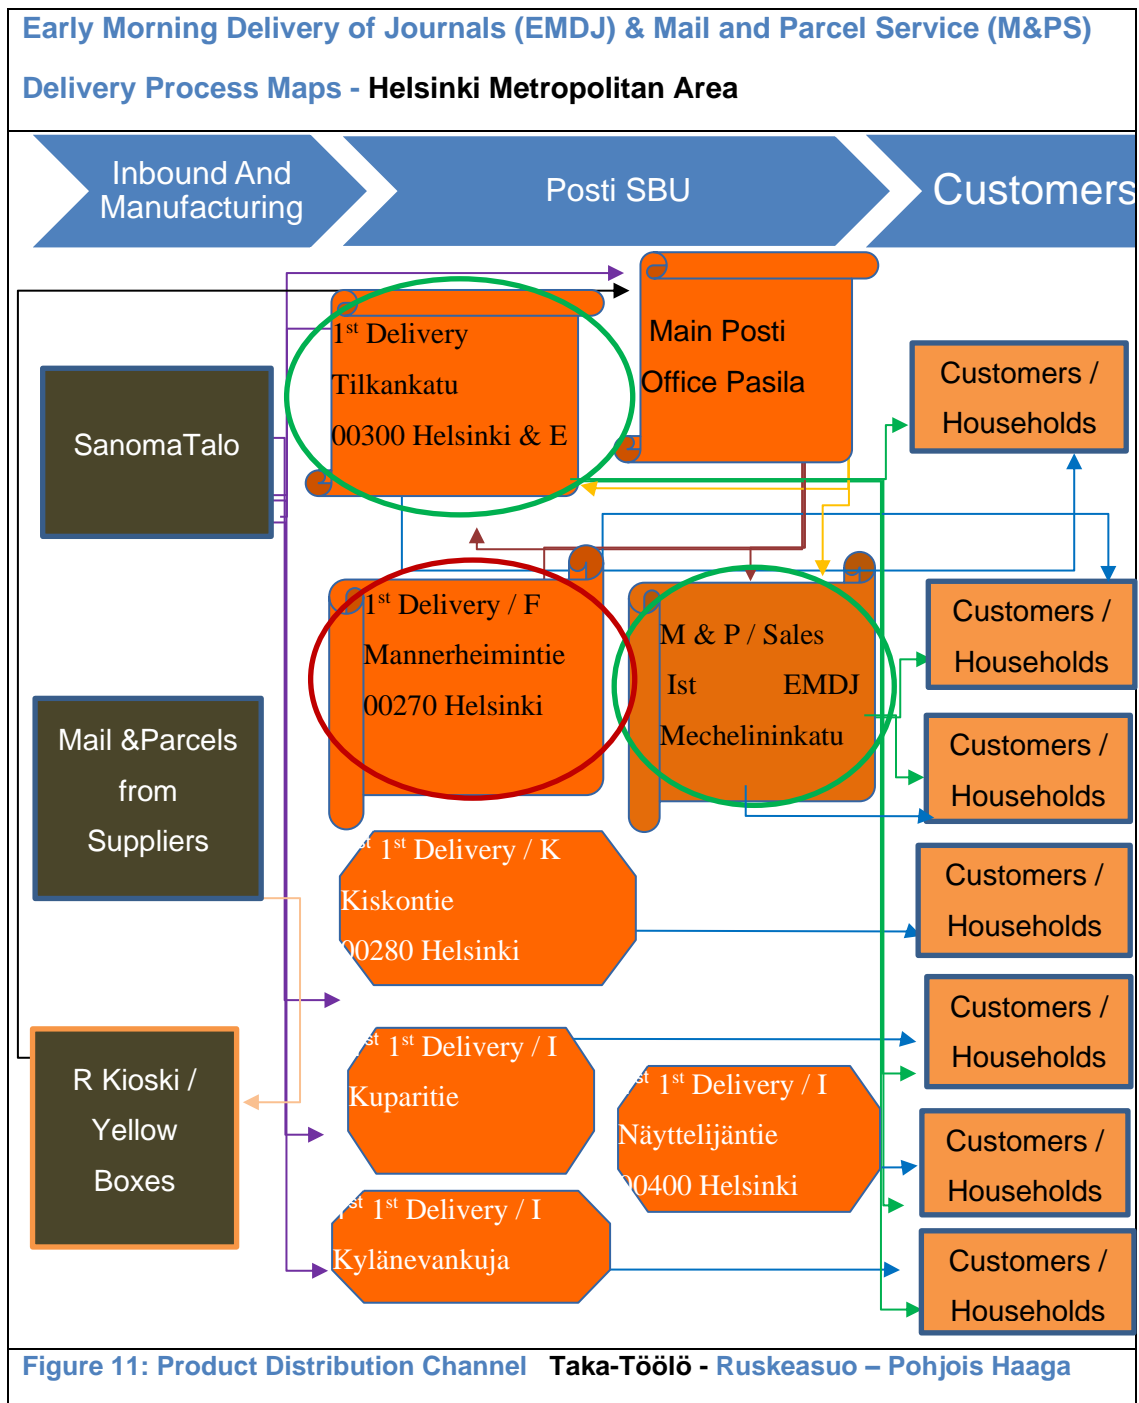 Early Morning Delivery of Journals (EMDJ) & Mail and Parcel Service (M&PS)
Delivery Process Maps - Helsinki Metropolitan Area
Inbound And
Manufacturing
Posti SBU
Customers
1st Delivery
Tilkankatu
00300 Helsinki & E
Main Posti
Office Pasila
Customers /
Households
SanomaTalo
1st Delivery / F
Mannerheimintie
00270 Helsinki
M & P / Sales
Ist EMDJ
Mechelininkatu
Customers /
Households
Mail &Parcels
from
Suppliers
Customers /
Households
st 1st Delivery / K
Kiskontie
00280 Helsinki
Customers /
Households
R Kioski /
Yellow
Boxes
st 1st Delivery / I
Kuparitie
Customers /
Households
st 1st Delivery / I
Näyttelijäntie
00400 Helsinki
Customers /
Households
st 1st Delivery / I
Kylänevankuja
Customers /
Households
Figure 11: Product Distribution Channel Taka-Töölö - Ruskeasuo – Pohjois Haaga